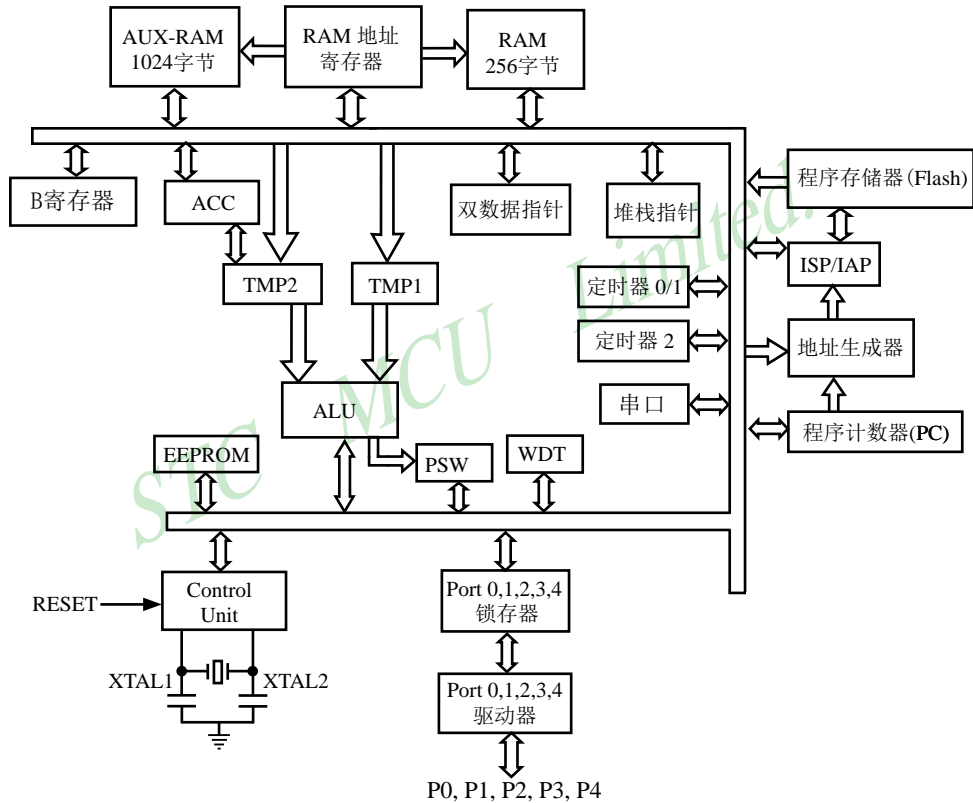 AUX-RAM
1024字节
RAM 地址
寄存器
RAM
256字节
B寄存器
ACC
双数据指针
堆栈指针
程序存储器(Flash)
ISP/IAP
TMP2
TMP1
定时器 0/1
定时器 2
地址生成器
ALU
串口
程序计数器(PC)
EEPROM
PSW
WDT
STC MCU Limited.
Control
Unit
RESET
Port 0,1,2,3,4
锁存器
XTAL1
XTAL2
Port 0,1,2,3,4
驱动器
P0, P1, P2, P3, P4